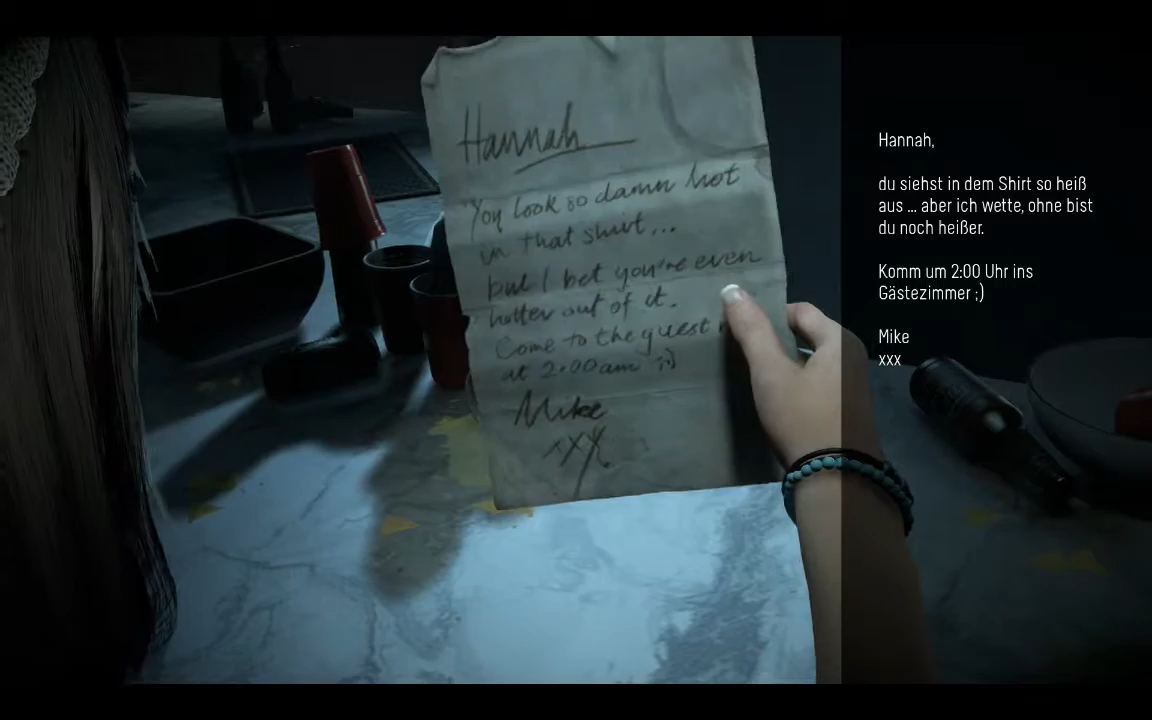 Hannah
You look so damn hot
in that shirt...
but I bet you're even
hotter out of it.
Come to the guest
at 2.00am ;)
Mike
xxx
Hannah,
du siehst in dem Shirt so heiß
aus ... aber ich wette, ohne bist
du noch heißer.
Komm um 2:00 Uhr ins
Gästezimmer ;)
Mike
xxx